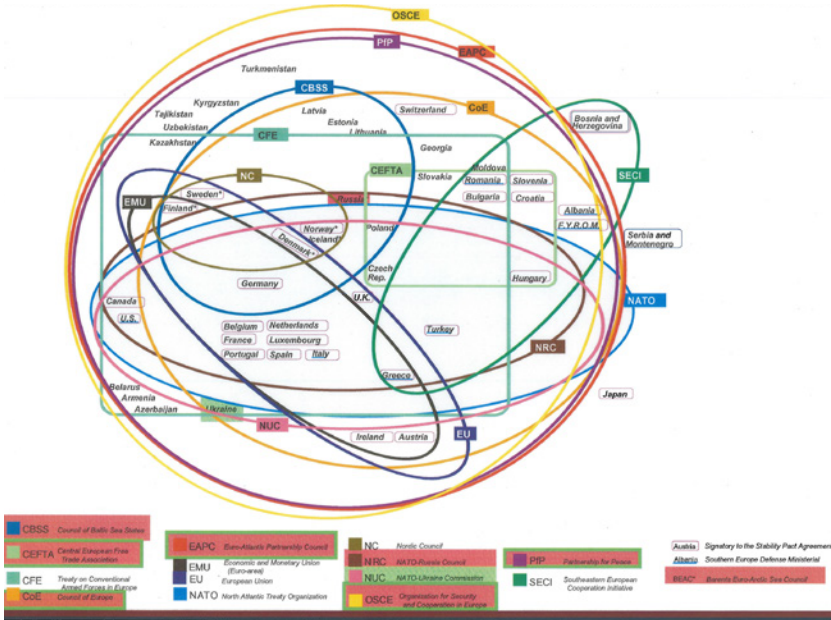 OSCE
PfP
EAPC
Turkmenistan
CBSS
CoE
Kyrgyzstan
Latvia
Switzerland
Tajikistan
Estonia
Bosnia and
Herzegovina
Uzbekistan
Lithuania
CFE
Kazakhstan
Georgia
NC
CEFTA
Moldova
SECI
Slovakia
Romania
Slovenia
Sweden*
EMU
Finland*
Russia
Bulgaria
Croatia
Albania
F.Y.R.O.M.
Norway*
Iceland*
Poland
Denmark*
Serbia and
Montenegro
Czech
Rep.
Hungary
Germany
Canada
U.K.
NATO
U.S.
Belgium
Netherlands
Turkey
France
Luxembourg
NRC
Portugal
Spain
Italy
Greece
Belarus
Japan
Armenia
Azerbaijan
Ukraine
NUC
Ireland
Austria
EU
CBSS Council of Baltic Sea States
CEFTA Central European Free
Trade Association
CFE Treaty on Conventional
Armed Forces in Europe
CoE Council of Europe
EAPC Euro-Atlantic Partnership Council
EMU Economic and Monetary Union
(Euro-area)
EU European Union
NATO North Atlantic Treaty Organization
NC Nordic Council
NRC NATO-Russia Council
NUC NATO-Ukraine Commission
OSCE Organisation for Security
and Cooperation in Europe
PfP Partnership for Peace
SECI Southeastern European
Cooperation Initiative
Austria Signatory to the Stability Pact Agreement
Albania Southern Europe Defense Ministerial
BEAC* Barents Euro-Arctic Sea Council